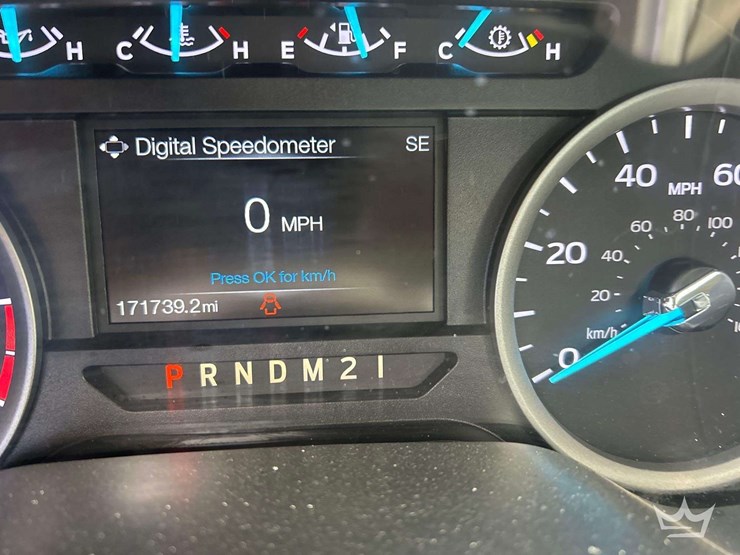 H C H E F C H
Digital Speedometer SE
0 MPH
Press OK for km/h
171739.2mi
P R N D M 2 1
0 20 40 MPH 60
km/h 20 40 60 80 100